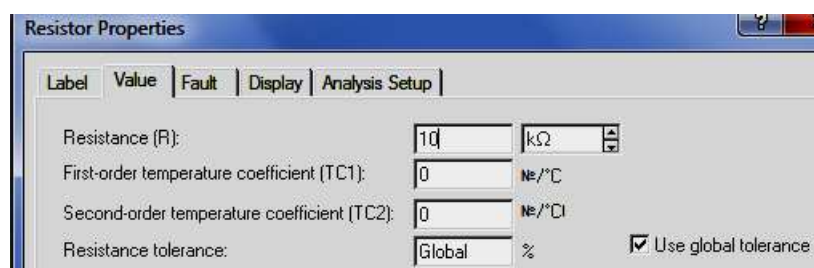 Resistor Properties
Label Value Fault Display Analysis Setup
Resistance (R): 10 kΩ
First-order temperature coefficient (TC1): 0 №/°C
Second-order temperature coefficient (TC2): 0 №/°Cl
Resistance tolerance: Global % Use global tolerance